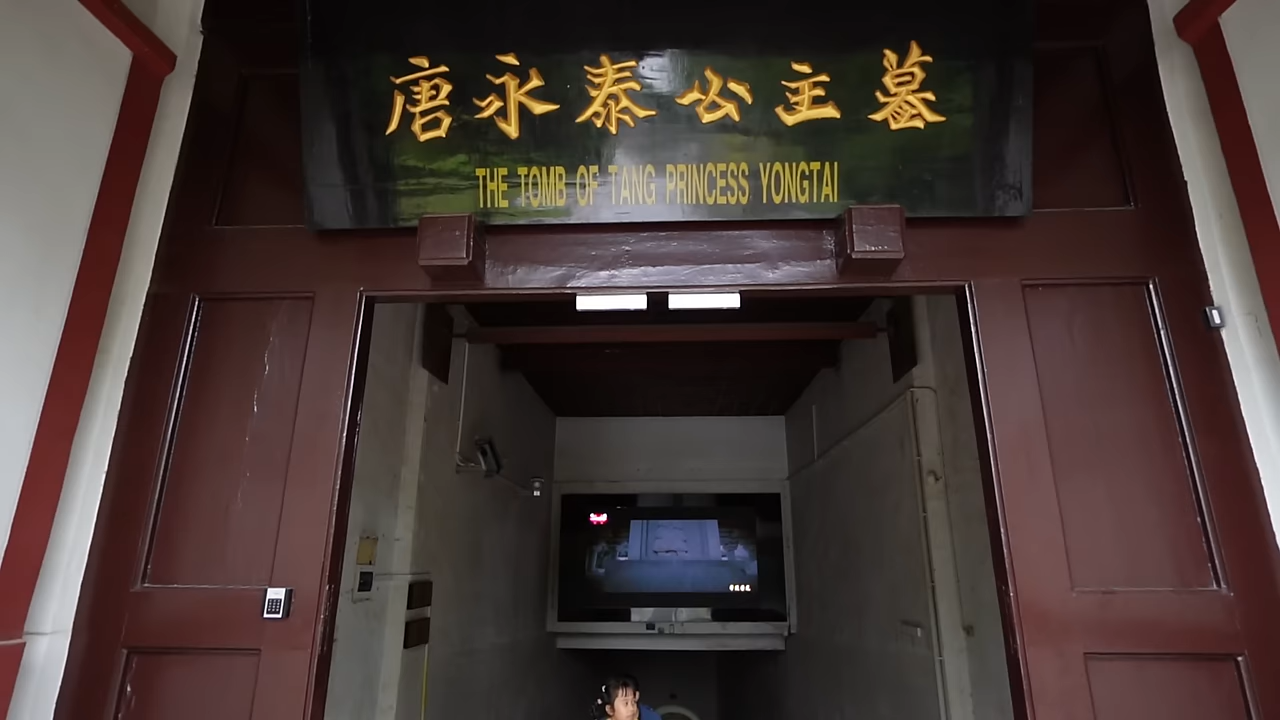 唐永泰公主墓
THE TOMB OF TANG PRINCESS YONGTAI